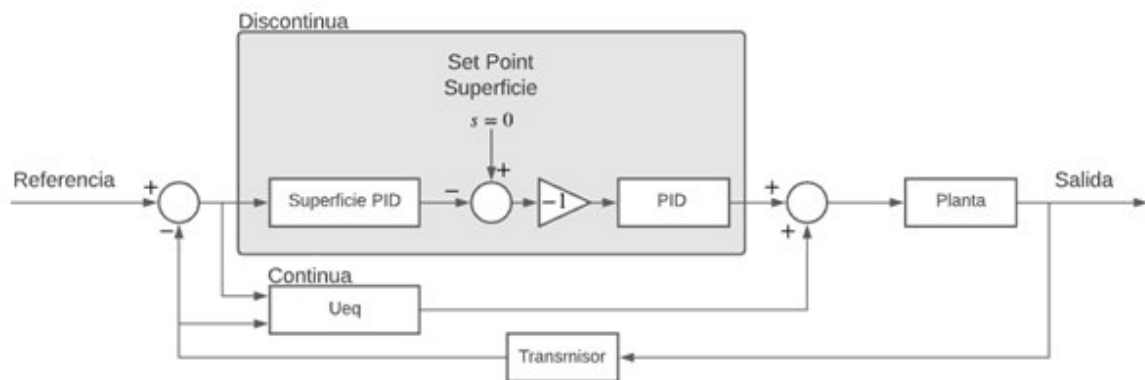 Discontinua
Set Point
Superficie
s = 0
+
Referencia
+
Superficie PID
−
−1
PID
+
Planta
Salida
−
+
Continua
Ueq
Transmisor